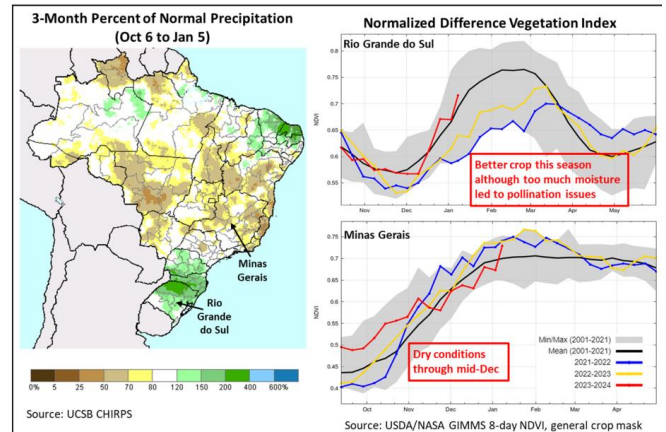 3-Month Percent of Normal Precipitation
(Oct 6 to Jan 5)
Minas
Gerais
Rio
Grande
do Sul
0% 5 25 50 70 80 120 160 200 400 600%
Source: UCSB CHIRPS
Normalized Difference Vegetation Index
Rio Grande do Sul
NDVI
0.75
0.7
0.65
0.6
0.55
Better crop this season
although too much moisture
led to pollination issues
Nov Dec Jan Feb Mar Apr May
Minas Gerais
NDVI
0.75
0.7
0.65
0.6
0.55
0.5
0.45
0.4
Dry conditions
through mid-Dec
Min/Max (2001-2021)
Mean (2001-2021)
2021-2022
2022-2023
2023-2024
Oct Nov Dec Jan Feb Mar Apr
Source: USDA/NASA GIMMS 8-day NDVI, general crop mask